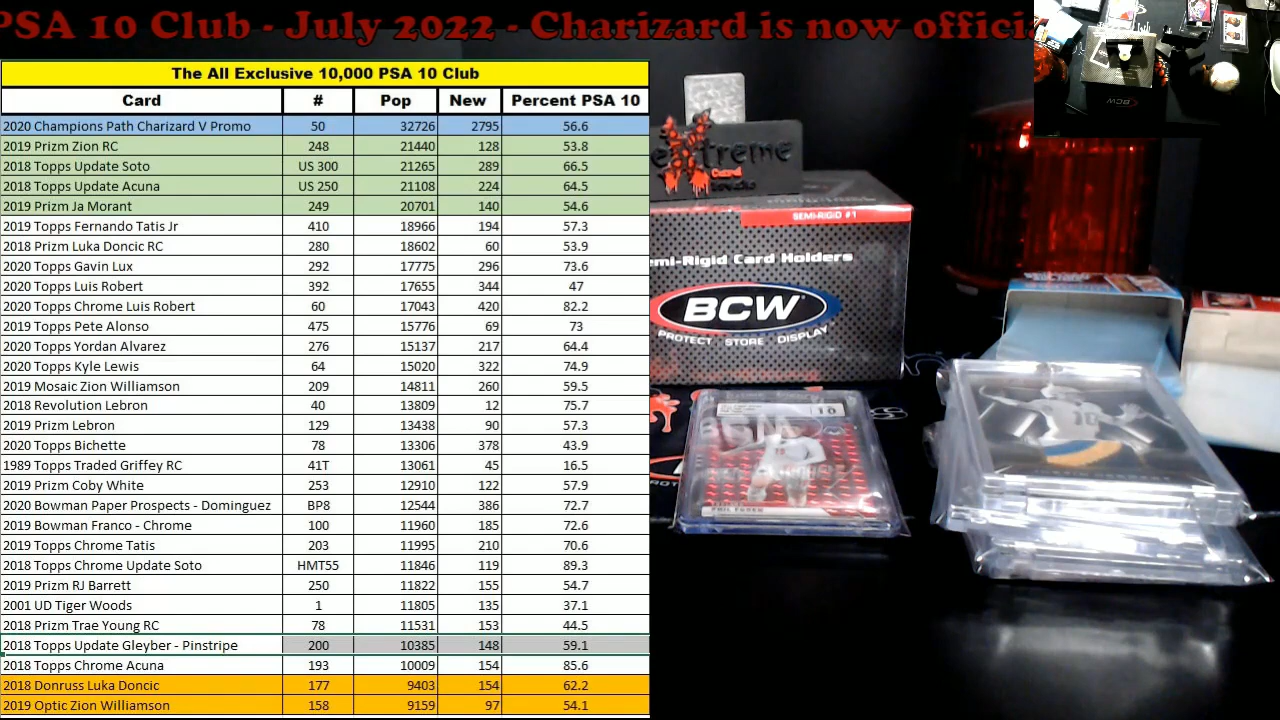 PSA 10 Club - July 2022 - Charizard is now officia
The All Exclusive 10,000 PSA 10 Club
Card # Pop New Percent PSA 10
2020 Champions Path Charizard V Promo 50 32726 2795 56.6
2019 Prizm Zion RC 248 21440 128 53.8
2018 Topps Update Soto US 300 21265 289 66.5
2018 Topps Update Acuna US 250 21108 224 64.5
2019 Prizm Ja Morant 249 20701 140 54.6
2019 Topps Fernando Tatis Jr 410 18966 194 57.3
2018 Prizm Luka Doncic RC 280 18602 60 53.9
2020 Topps Gavin Lux 292 17775 296 73.6
2020 Topps Luis Robert 392 17655 344 47
2020 Topps Chrome Luis Robert 60 17043 420 82.2
2019 Topps Pete Alonso 475 15776 69 73
2020 Topps Yordan Alvarez 276 15137 217 64.4
2020 Topps Kyle Lewis 64 15020 322 74.9
2019 Mosaic Zion Williamson 209 14811 260 59.5
2018 Revolution Lebron 40 13809 12 75.7
2019 Prizm Lebron 129 13438 90 57.3
2020 Topps Bichette 78 13306 378 43.9
1989 Topps Traded Griffey RC 41T 13061 45 16.5
2019 Prizm Coby White 253 12910 122 57.9
2020 Bowman Paper Prospects - Dominguez BP8 12544 386 72.7
2019 Bowman Franco - Chrome 100 11960 185 72.6
2019 Topps Chrome Tatis 203 11995 210 70.6
2018 Topps Chrome Update Soto HMT55 11846 119 89.3
2019 Prizm RJ Barrett 250 11822 155 54.7
2001 UD Tiger Woods 1 11805 135 37.1
2018 Prizm Trae Young RC 78 11531 153 44.5
2018 Topps Update Gleyber - Pinstripe 200 10385 148 59.1
2018 Topps Chrome Acuna 193 10009 154 85.6
2018 Donruss Luka Doncic 177 9403 154 62.2
2019 Optic Zion Williamson 158 9159 97 54.1
eXtreme
Card
Breaks
SEMI-RIGID #1
emi-Rigid Card Holders
BCW
PROTECT STORE DISPLAY
10
10
BCW